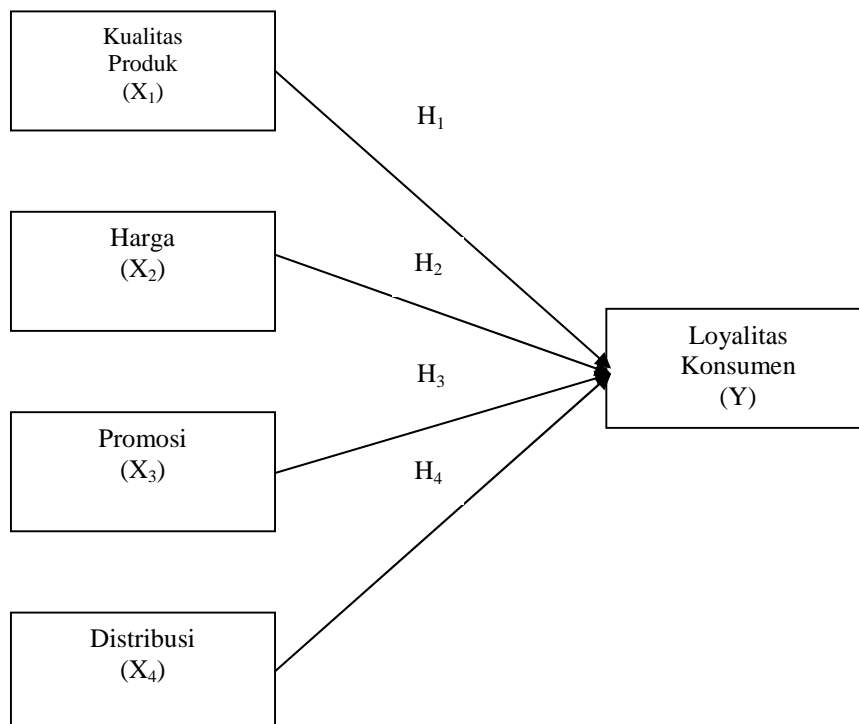 Kualitas
Produk
(X₁)
H₁
Harga
(X₂)
H₂
Loyalitas
Konsumen
(Y)
H₃
Promosi
(X₃)
H₄
Distribusi
(X₄)